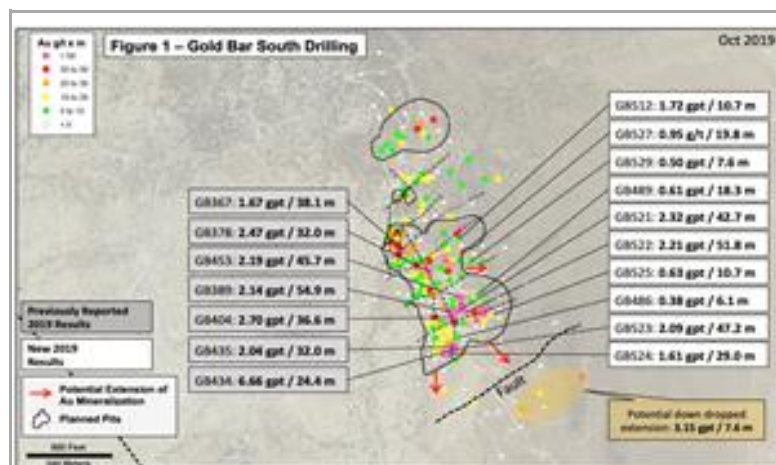 Figure 1 – Gold Bar South Drilling
Oct 2019
Au g/t x m
GB512: 1.72 gpt / 10.7 m
GB527: 0.95 g/t / 19.8 m
GB529: 0.50 gpt / 7.6 m
GB489: 0.61 gpt / 18.3 m
GB521: 2.32 gpt / 42.7 m
GB522: 2.21 gpt / 51.8 m
GB525: 0.63 gpt / 10.7 m
GB486: 0.38 gpt / 6.1 m
GB523: 2.09 gpt / 47.2 m
GB524: 1.61 gpt / 29.0 m
GB367: 1.67 gpt / 38.1 m
GB378: 2.47 gpt / 32.0 m
GB453: 2.19 gpt / 45.7 m
GB389: 2.14 gpt / 54.9 m
GB404: 2.70 gpt / 36.6 m
GB435: 2.04 gpt / 32.0 m
GB434: 6.66 gpt / 24.4 m
Previously Reported
2019 Results
New 2019
Results
Potential Extension of
Au Mineralization
Planned Pits
Fault
Potential down dropped
extension: 3.15 gpt / 7.6 m